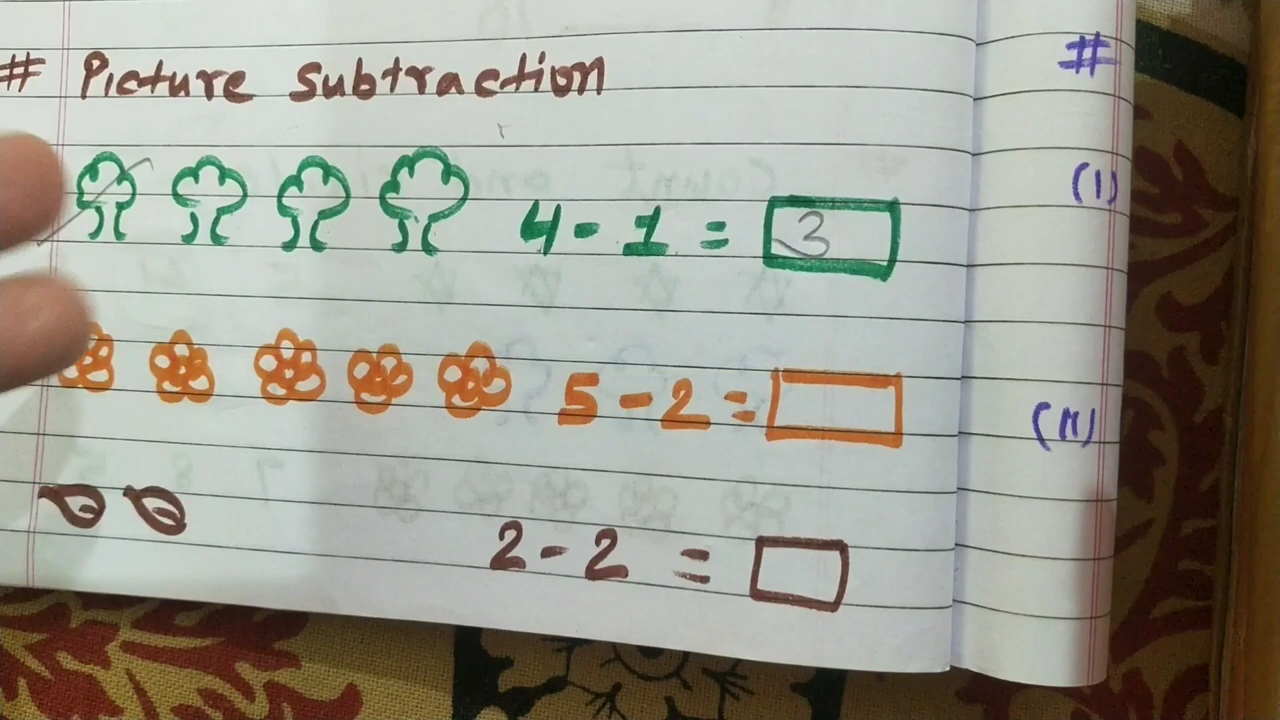 # Picture Subtraction
4 - 1 = 3
5 - 2 =
2 - 2 =
#
(I)
(II)